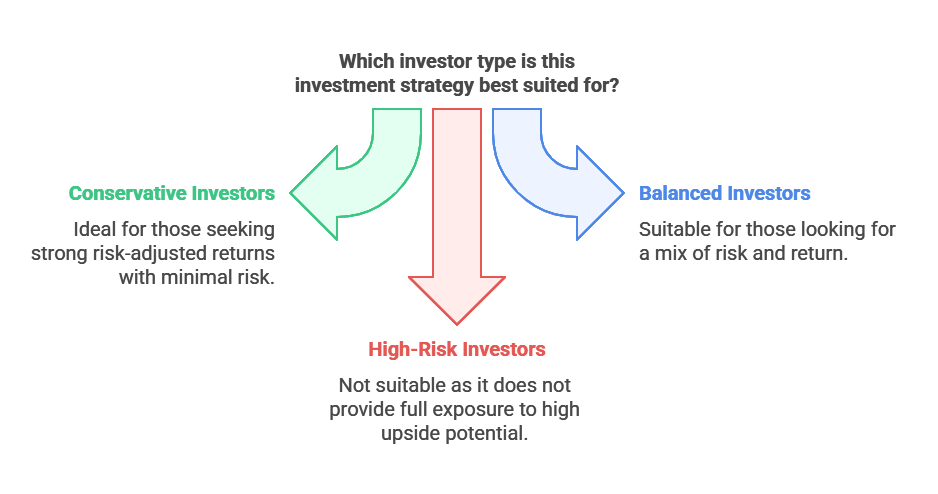 Which investor type is this
investment strategy best suited for?
Conservative Investors
Ideal for those seeking
strong risk-adjusted returns
with minimal risk.
Balanced Investors
Suitable for those looking for
a mix of risk and return.
High-Risk Investors
Not suitable as it does not
provide full exposure to high
upside potential.